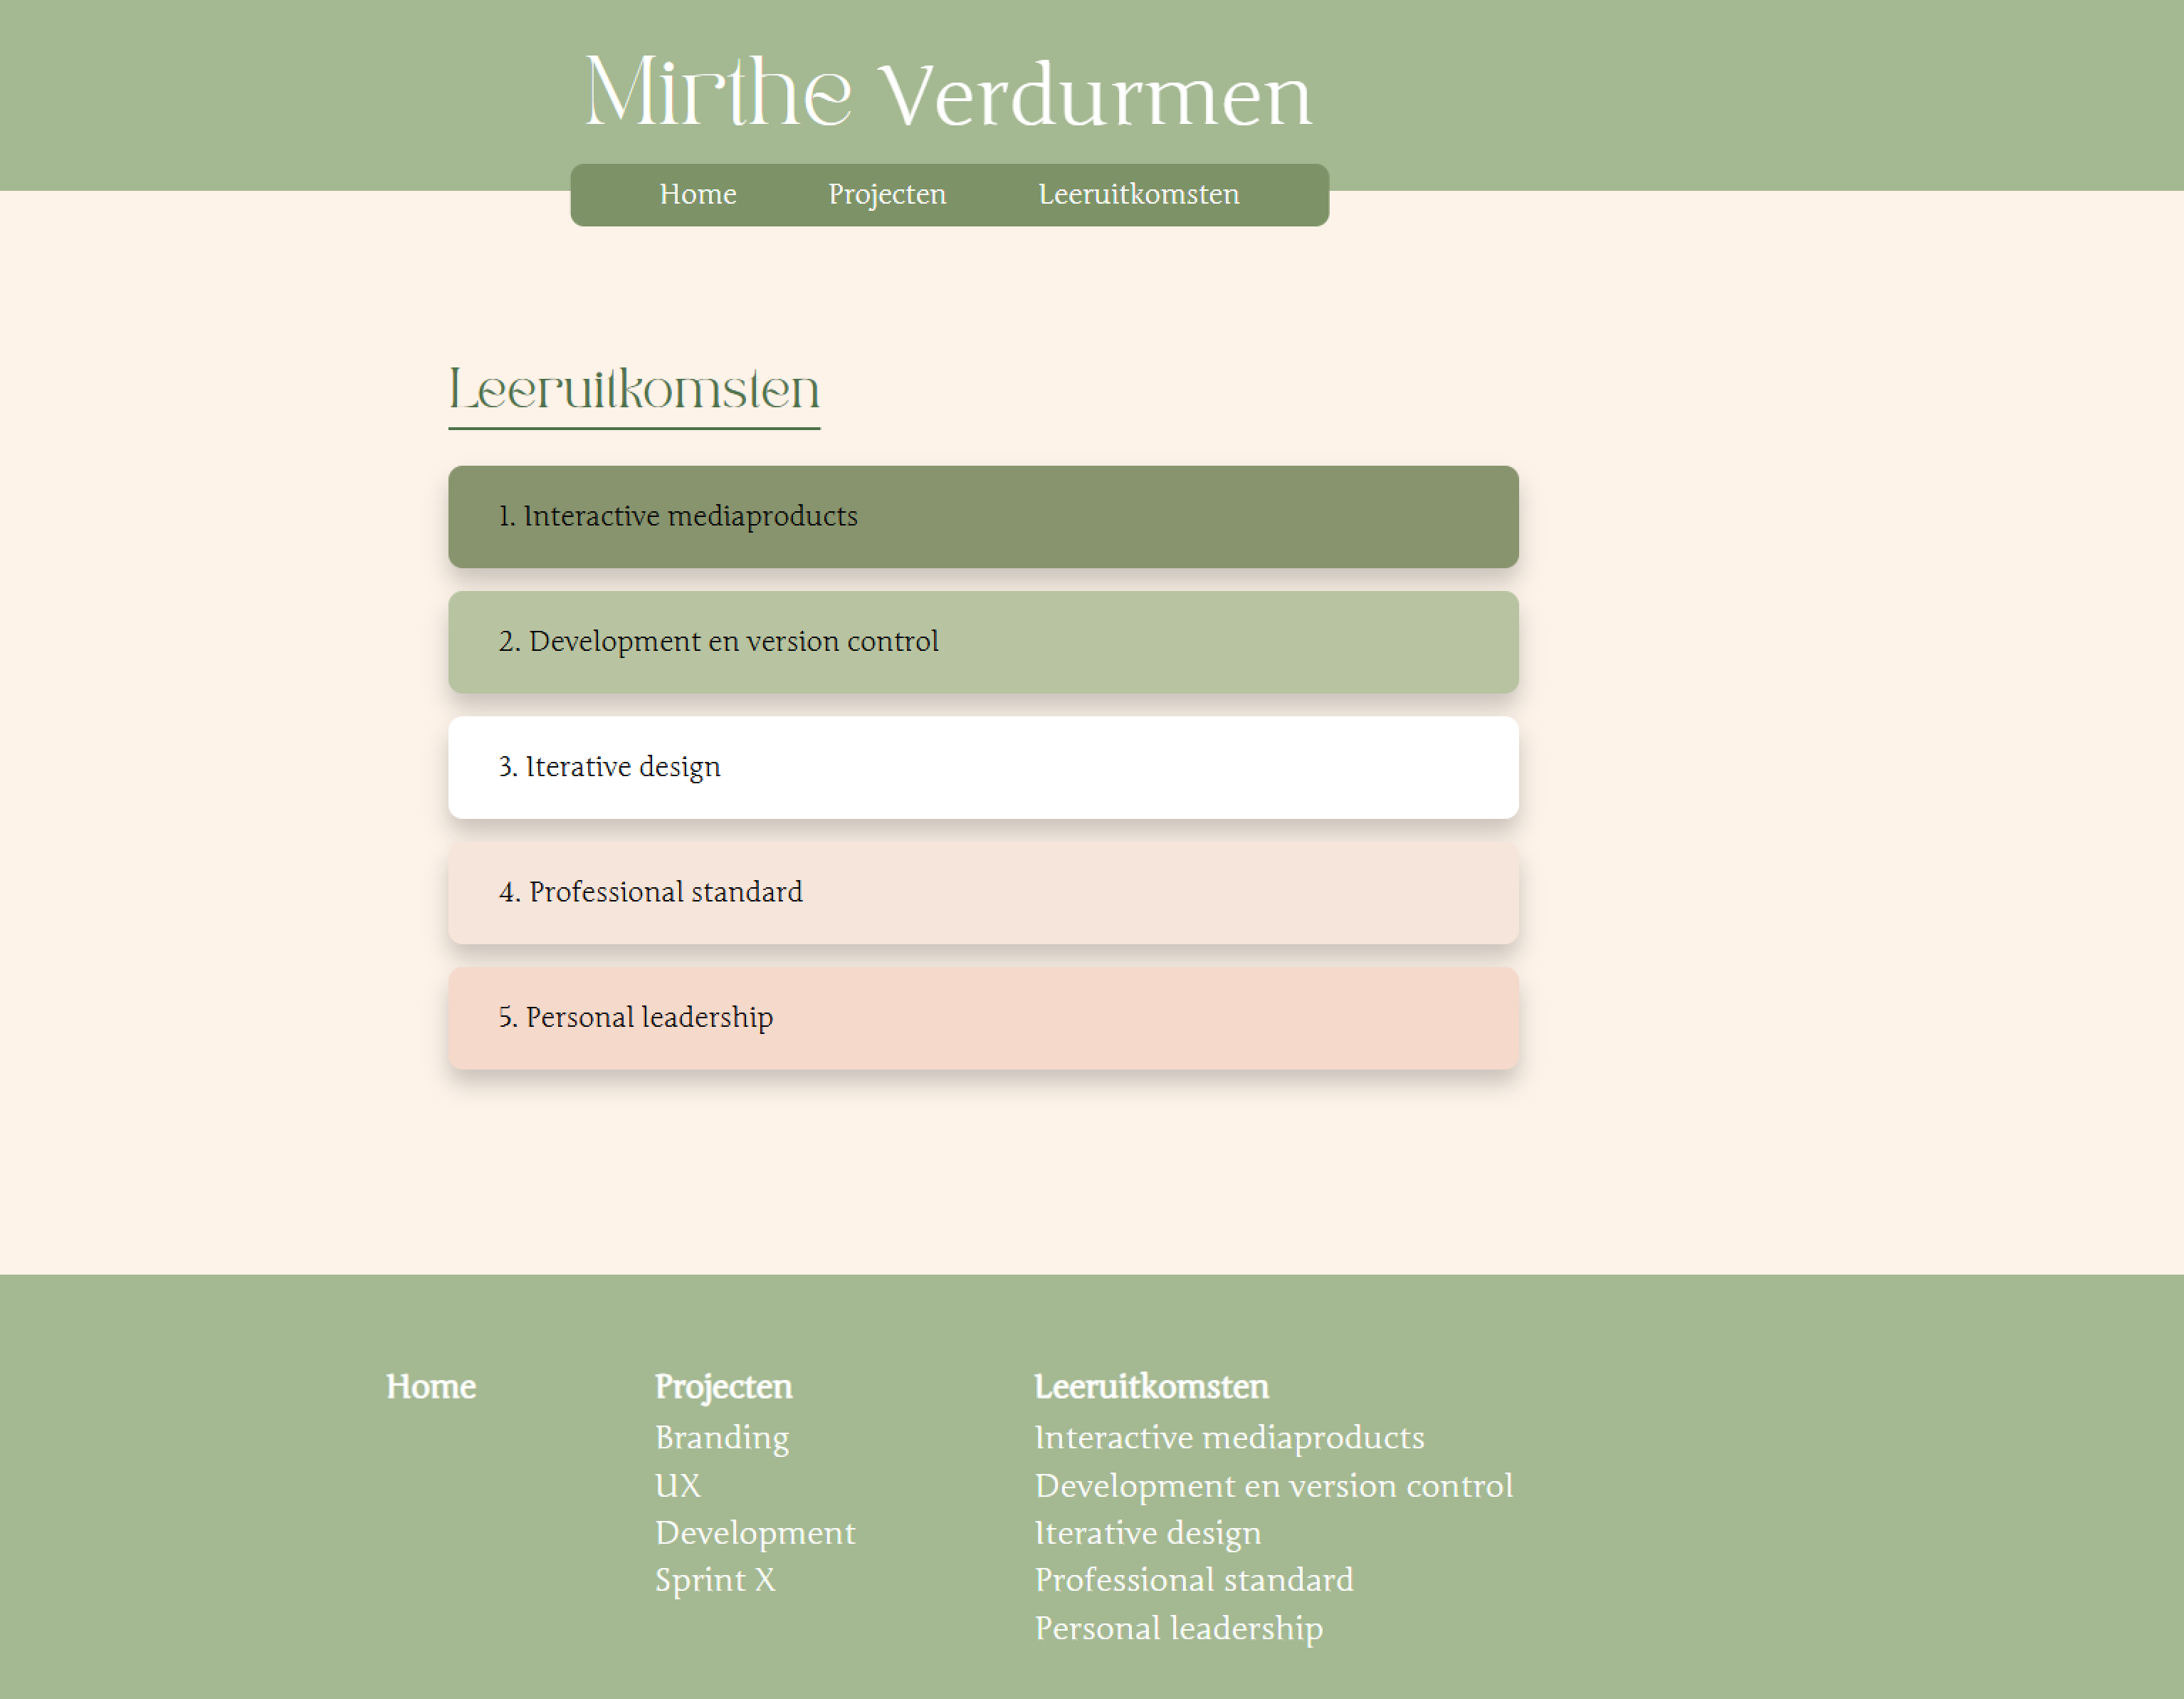 Mirthe Verdurmen
Home Projecten Leeruitkomsten
Leeruitkomsten
1. Interactive mediaproducts
2. Development en version control
3. Iterative design
4. Professional standard
5. Personal leadership
Home
Projecten
Branding
UX
Development
Sprint X
Leeruitkomsten
Interactive mediaproducts
Development en version control
Iterative design
Professional standard
Personal leadership